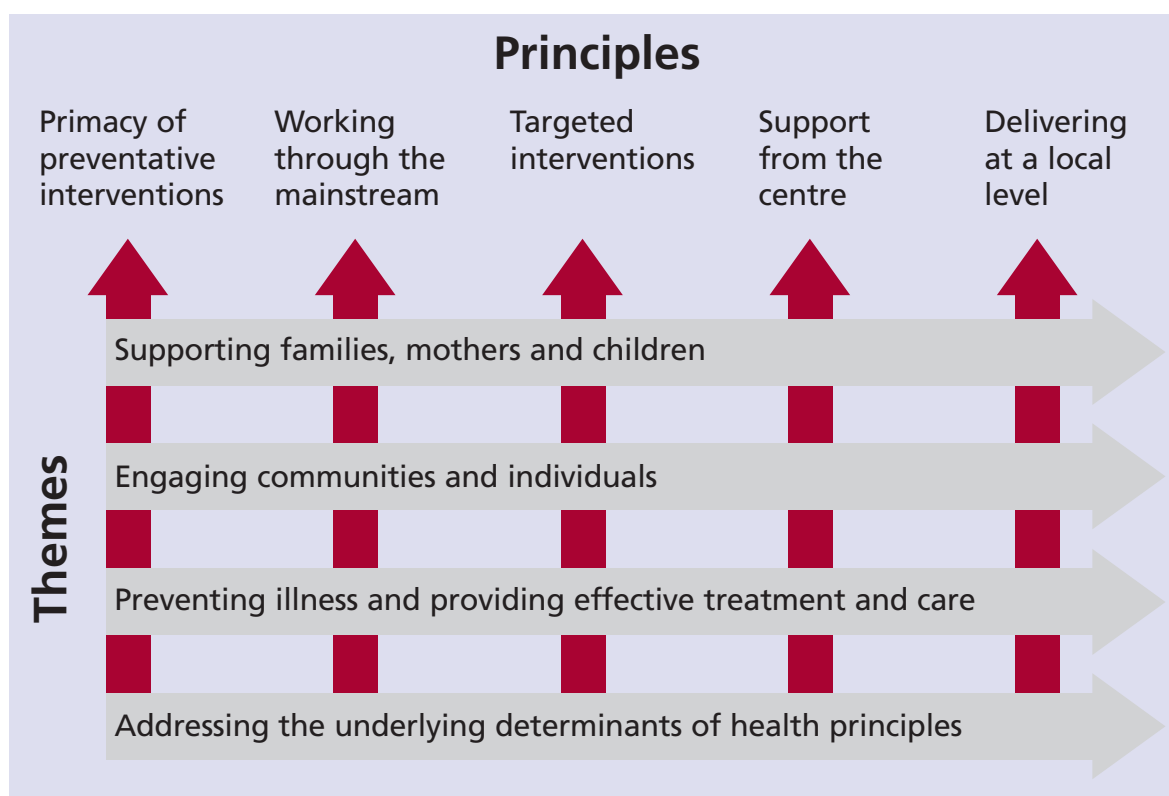 Principles
Primacy of
preventative
interventions
Working
through the
mainstream
Targeted
interventions
Support
from the
centre
Delivering
at a local
level
Themes
Supporting families, mothers and children
Engaging communities and individuals
Preventing illness and providing effective treatment and care
Addressing the underlying determinants of health principles